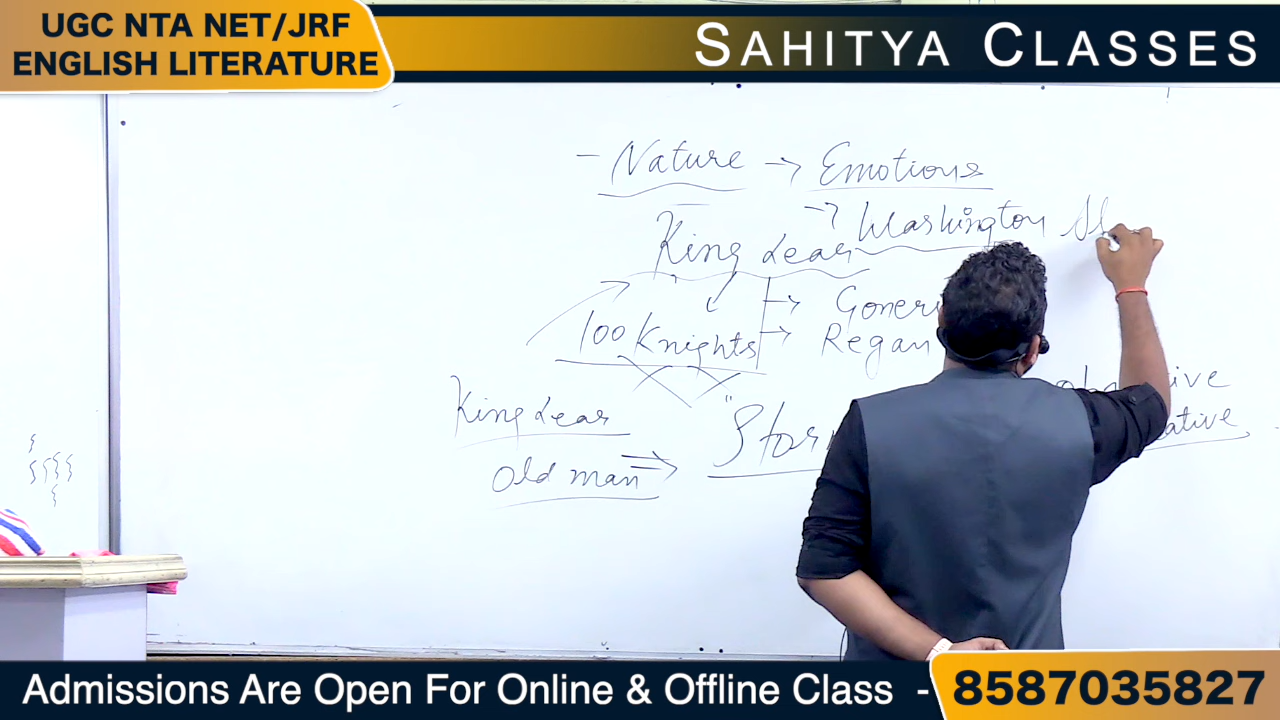 UGC NTA NET/JRF
ENGLISH LITERATURE
SAHITYA CLASSES
- Nature → Emotions
→ Washington
King Lear
→
100 Knights → Regan
King Lear
old man ⇒
Admissions Are Open For Online & Offline Class - 8587035827